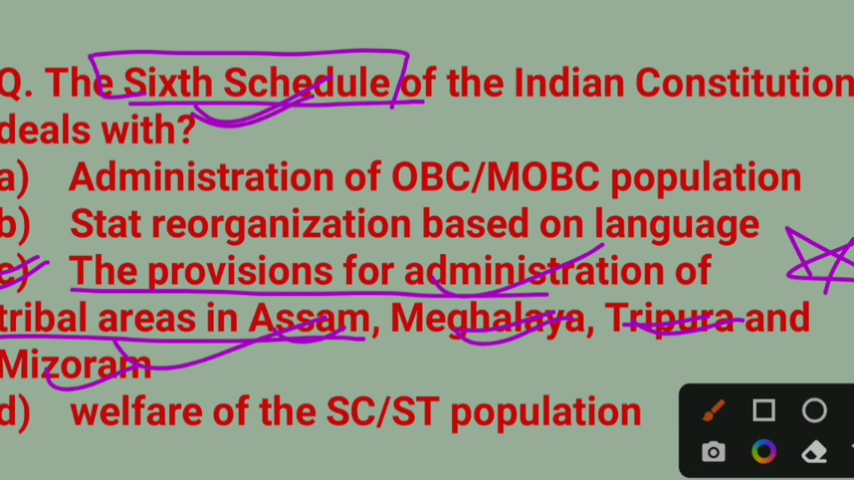 Q. The Sixth Schedule of the Indian Constitution
deals with?
a) Administration of OBC/MOBC population
b) Stat reorganization based on language
c) The provisions for administration of
tribal areas in Assam, Meghalaya, Tripura and
Mizoram
d) welfare of the SC/ST population